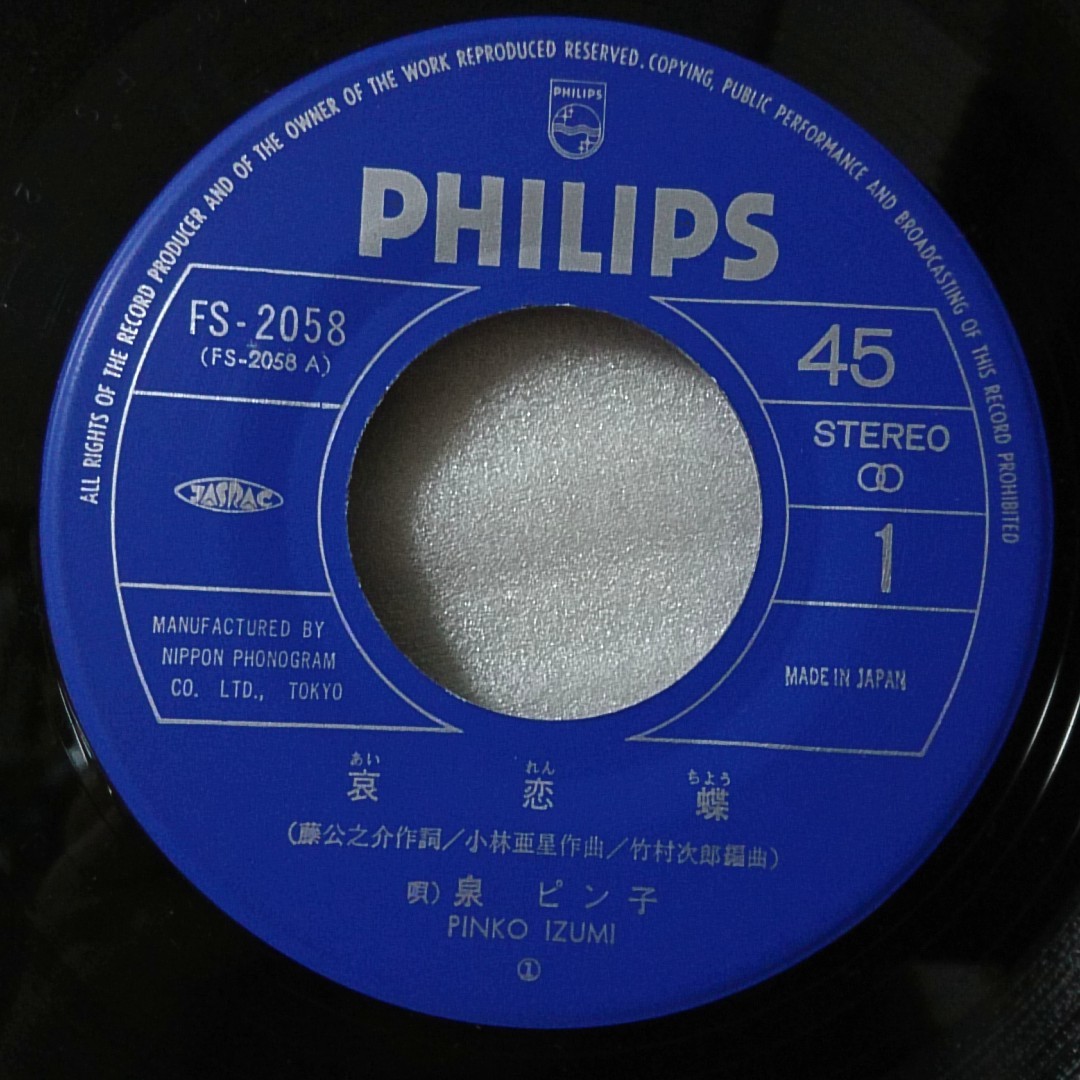 ALL RIGHTS OF THE RECORD PRODUCER AND OF THE OWNER OF THE WORK REPRODUCED RESERVED. COPYING, PUBLIC PERFORMANCE AND BROADCASTING OF THIS RECORD PROHIBITED
PHILIPS
PHILIPS
FS-2058
(FS-2058 A)
JASRAC
MANUFACTURED BY
NIPPON PHONOGRAM
CO. LTD., TOKYO
45
STEREO
1
MADE IN JAPAN
あい れん ちよう
哀 恋 蝶
(藤公之介作詞/小林亜星作曲/竹村次郎編曲)
唄) 泉 ピン子
PINKO IZUMI
①